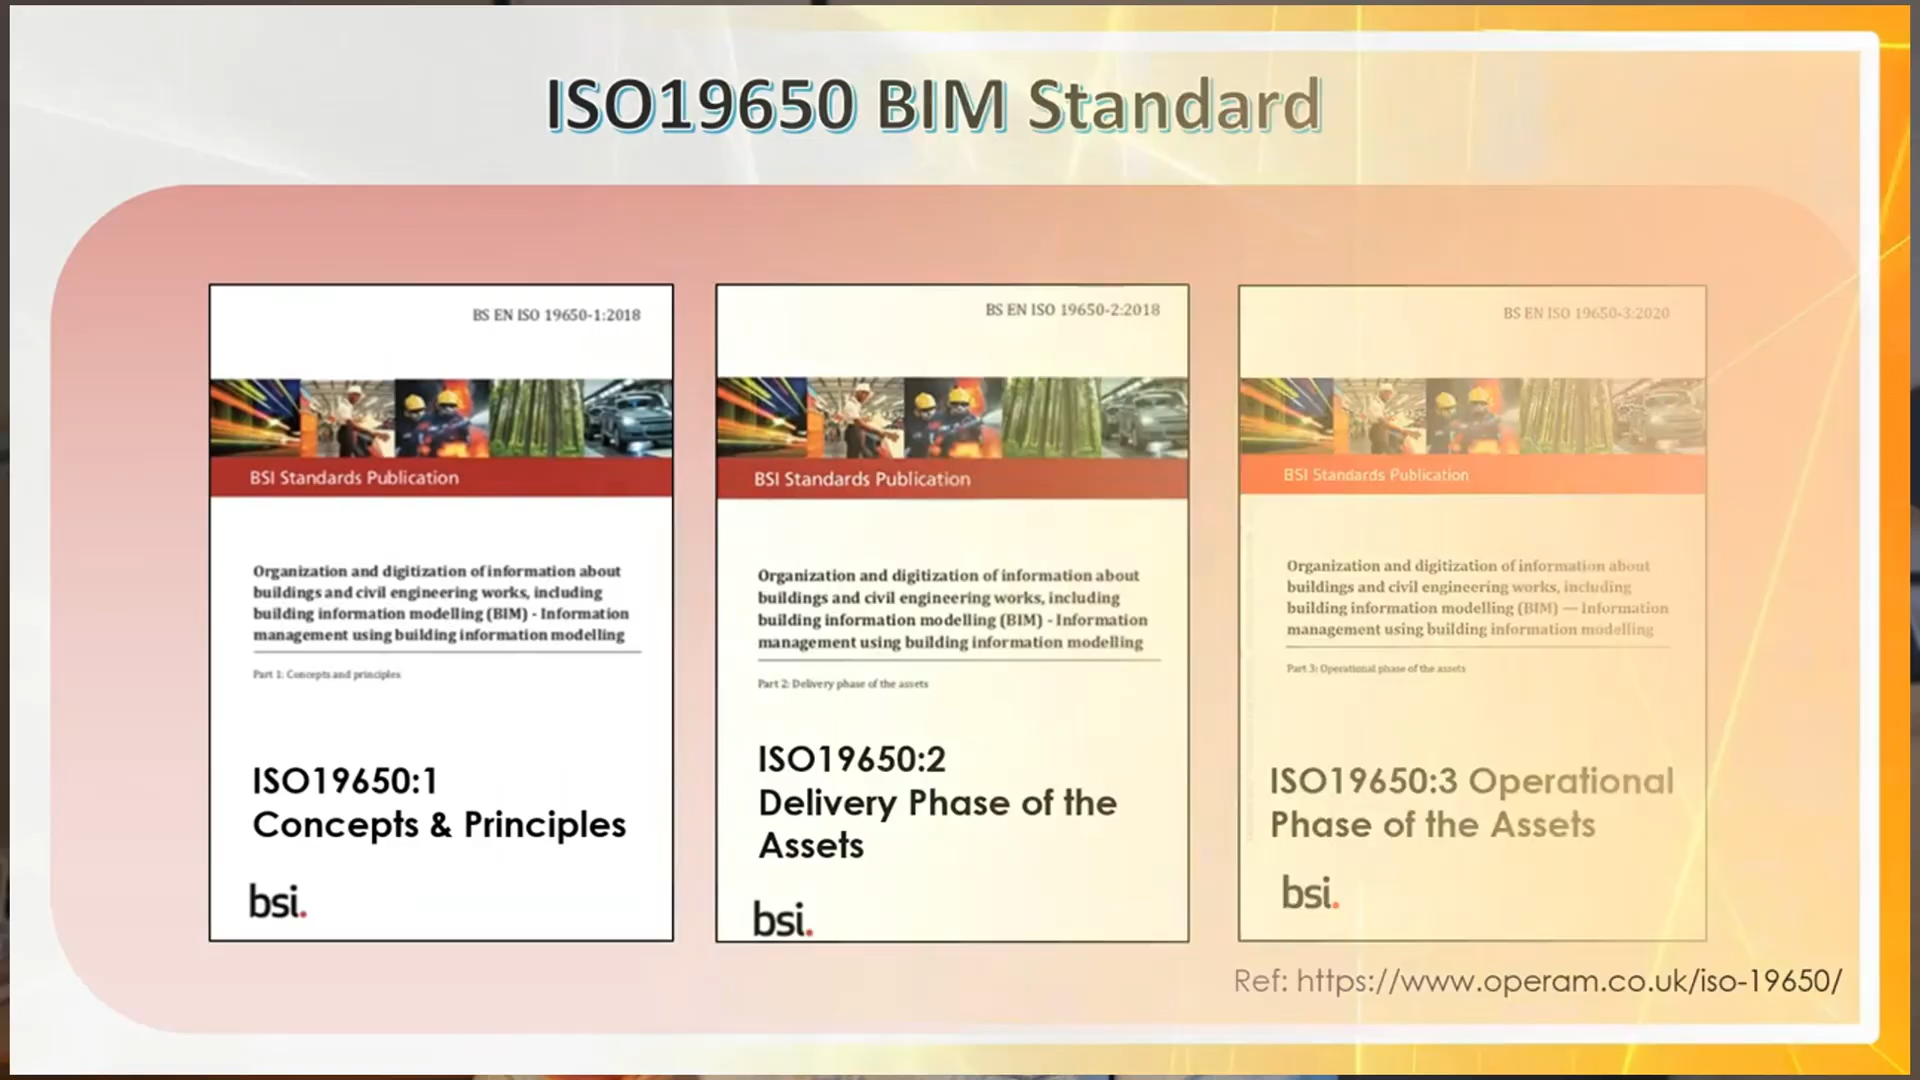 ISO19650 BIM Standard
BS EN ISO 19650-1:2018
BSI Standards Publication
Organization and digitization of information about
buildings and civil engineering works, including
building information modelling (BIM) - Information
management using building information modelling
Part 1: Concepts and principles
ISO19650:1
Concepts & Principles
bsi.
BS EN ISO 19650-2:2018
BSI Standards Publication
Organization and digitization of information about
buildings and civil engineering works, including
building information modelling (BIM) - Information
management using building information modelling
Part 2: Delivery phase of the assets
ISO19650:2
Delivery Phase of the
Assets
bsi.
BS EN ISO 19650-3:2020
BSI Standards Publication
Organization and digitization of information about
buildings and civil engineering works, including
building information modelling (BIM) — Information
management using building information modelling
Part 3: Operational phase of the assets
ISO19650:3 Operational
Phase of the Assets
bsi.
Ref: https://www.operam.co.uk/iso-19650/